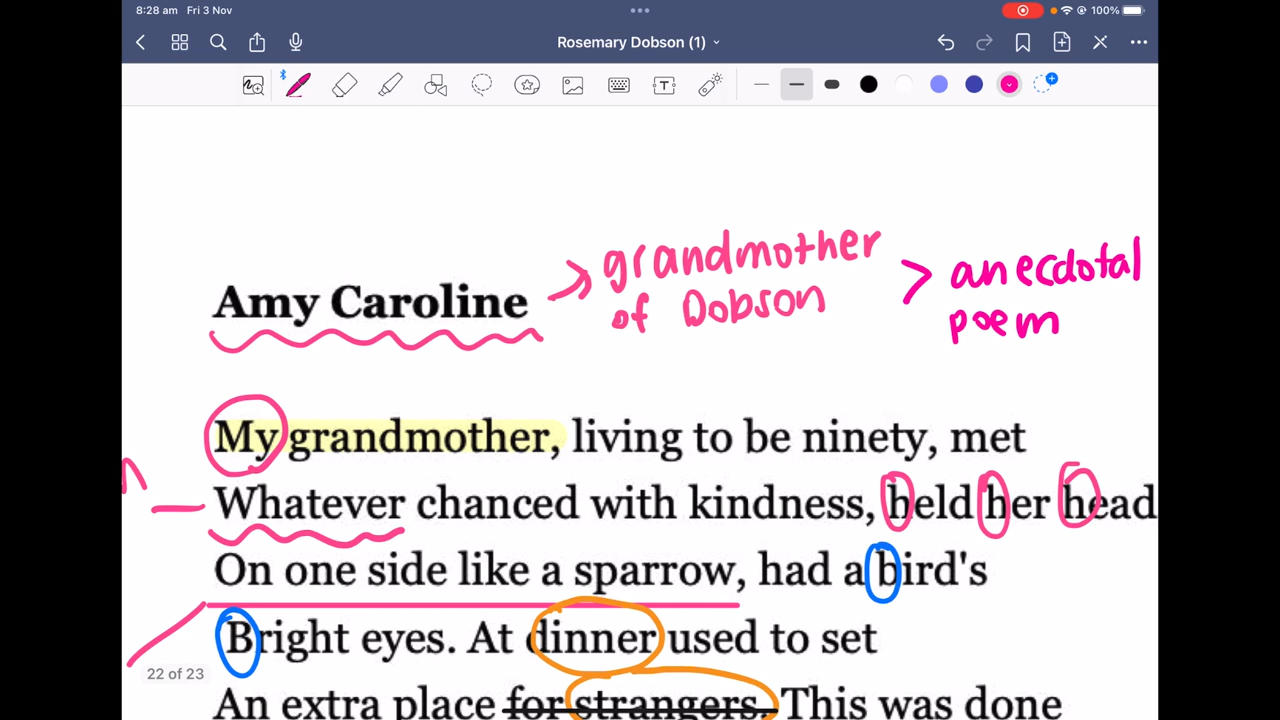 8:28 am Fri 3 Nov
100%
Rosemary Dobson (1)
grandmother
of Dobson
> anecdotal
poem
Amy Caroline
My grandmother, living to be ninety, met
Whatever chanced with kindness, held her head
On one side like a sparrow, had a bird's
Bright eyes. At dinner used to set
An extra place for strangers. This was done
22 of 23